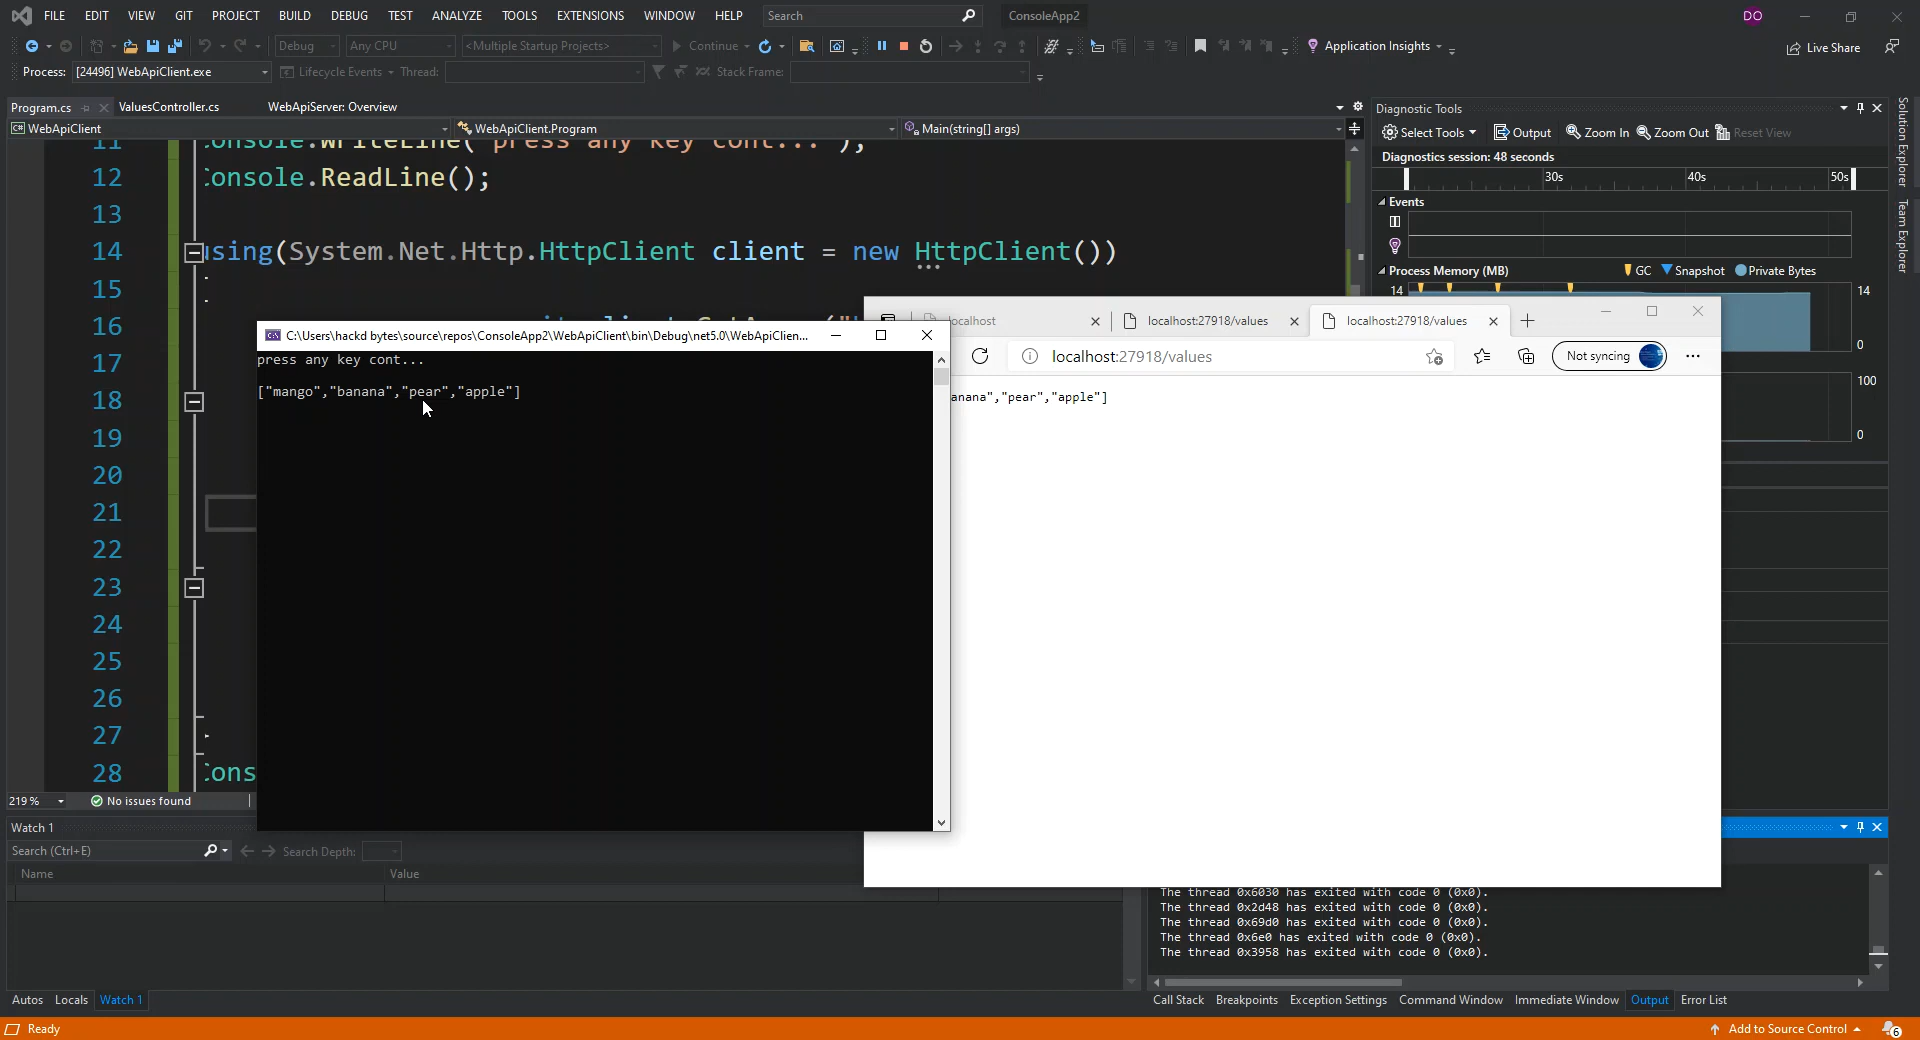 FILE EDIT VIEW GIT PROJECT BUILD DEBUG TEST ANALYZE TOOLS EXTENSIONS WINDOW HELP Search ConsoleApp2 DO
Debug Any CPU <Multiple Startup Projects> Continue Application Insights Live Share
Process: [24496] WebApiClient.exe Lifecycle Events Thread: Stack Frame:
Program.cs ValuesController.cs WebApiServer: Overview
WebApiClient WebApiClient.Program Main(string[] args)
11 Console.WriteLine("press any key cont...");
12 Console.ReadLine();
13
14 using(System.Net.Http.HttpClient client = new HttpClient())
15
16
17
18
19
20
21
22
23
24
25
26
27
28 Cons
219 % No issues found
C:\Users\hackd bytes\source\repos\ConsoleApp2\WebApiClient\bin\Debug\net5.0\WebApiClien...
press any key cont...
["mango","banana","pear","apple"]
localhost localhost:27918/values localhost:27918/values
localhost:27918/values Not syncing
anana","pear","apple"]
Diagnostic Tools
Select Tools Output Zoom In Zoom Out Reset View
Diagnostics session: 48 seconds
30s 40s 50s
Events
Process Memory (MB) GC Snapshot Private Bytes
14 14
0
100
0
Solution Explorer
Team Explorer
Watch 1
Search (Ctrl+E) Search Depth:
Name Value
The thread 0x6030 has exited with code 0 (0x0).
The thread 0x2d48 has exited with code 0 (0x0).
The thread 0x69d0 has exited with code 0 (0x0).
The thread 0x6e0 has exited with code 0 (0x0).
The thread 0x3958 has exited with code 0 (0x0).
Autos Locals Watch 1
Call Stack Breakpoints Exception Settings Command Window Immediate Window Output Error List
Ready Add to Source Control 6